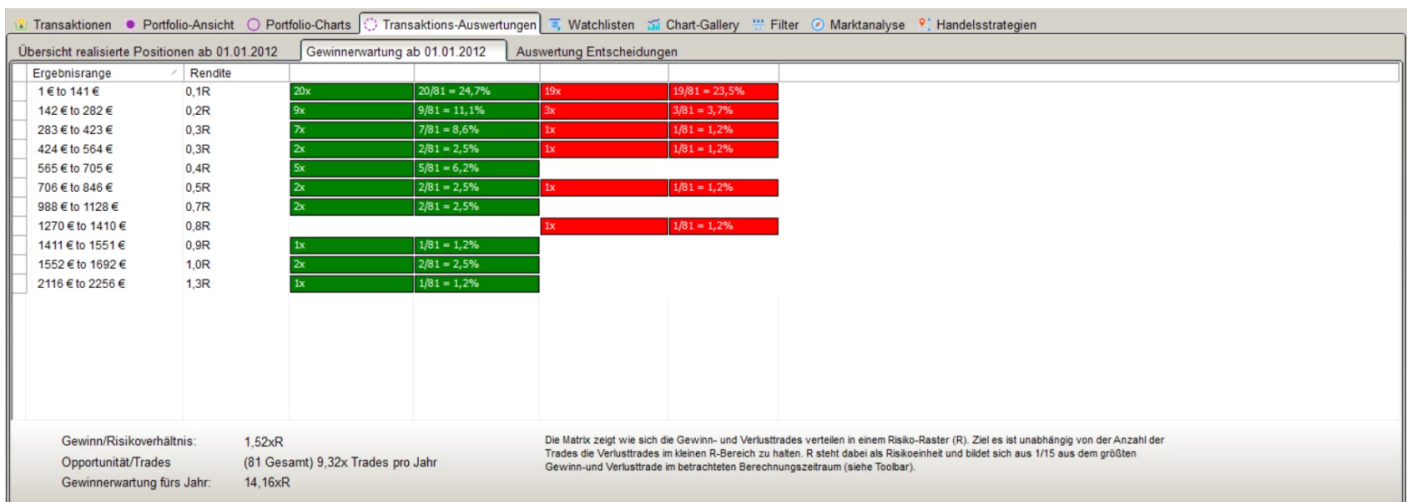 Transaktionen Portfolio-Ansicht Portfolio-Charts Transaktions-Auswertungen Watchlisten Chart-Gallery Filter Marktanalyse Handelsstrategien
Übersicht realisierte Positionen ab 01.01.2012 Gewinnerwartung ab 01.01.2012 Auswertung Entscheidungen
Ergebnisrange Rendite
1 € to 141 € 0,1R 20x 20/81 = 24,7% 19x 19/81 = 23,5%
142 € to 282 € 0,2R 9x 9/81 = 11,1% 3x 3/81 = 3,7%
283 € to 423 € 0,3R 7x 7/81 = 8,6% 1x 1/81 = 1,2%
424 € to 564 € 0,3R 2x 2/81 = 2,5% 1x 1/81 = 1,2%
565 € to 705 € 0,4R 5x 5/81 = 6,2%
706 € to 846 € 0,5R 2x 2/81 = 2,5% 1x 1/81 = 1,2%
988 € to 1128 € 0,7R 2x 2/81 = 2,5%
1270 € to 1410 € 0,8R 1x 1/81 = 1,2%
1411 € to 1551 € 0,9R 1x 1/81 = 1,2%
1552 € to 1692 € 1,0R 2x 2/81 = 2,5%
2116 € to 2256 € 1,3R 1x 1/81 = 1,2%
Gewinn/Risikoverhältnis: 1,52xR
Opportunität/Trades (81 Gesamt) 9,32x Trades pro Jahr
Gewinnerwartung fürs Jahr: 14,16xR
Die Matrix zeigt wie sich die Gewinn- und Verlusttrades verteilen in einem Risiko-Raster (R). Ziel es ist unabhängig von der Anzahl der
Trades die Verlusttrades im kleinen R-Bereich zu halten. R steht dabei als Risikoeinheit und bildet sich aus 1/15 aus dem größten
Gewinn-und Verlusttrade im betrachteten Berechnungszeitraum (siehe Toolbar).